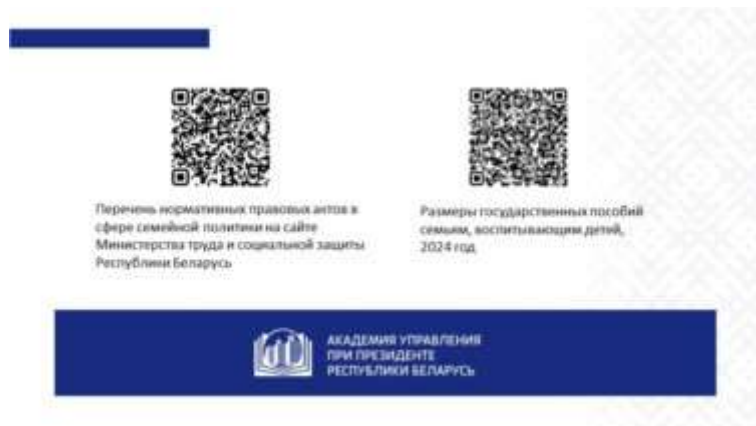 Перечень нормативных правовых актов в
сфере семейной политики на сайте
Министерства труда и социальной защиты
Республики Беларусь
Размеры государственных пособий
семьям, воспитывающим детей,
2024 год
АКАДЕМИЯ УПРАВЛЕНИЯ
ПРИ ПРЕЗИДЕНТЕ
РЕСПУБЛИКИ БЕЛАРУСЬ